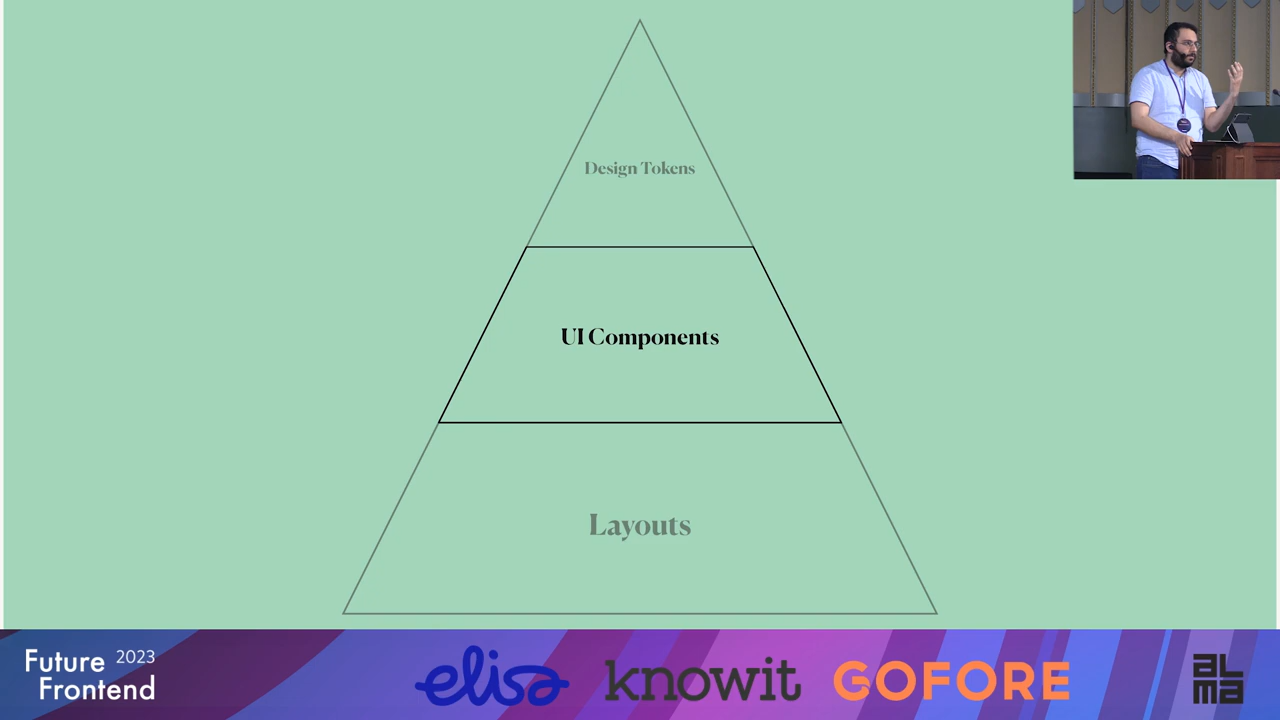 Design Tokens
UI Components
Layouts
Future 2023
Frontend
elisa
knowit
GOFORE
aLma